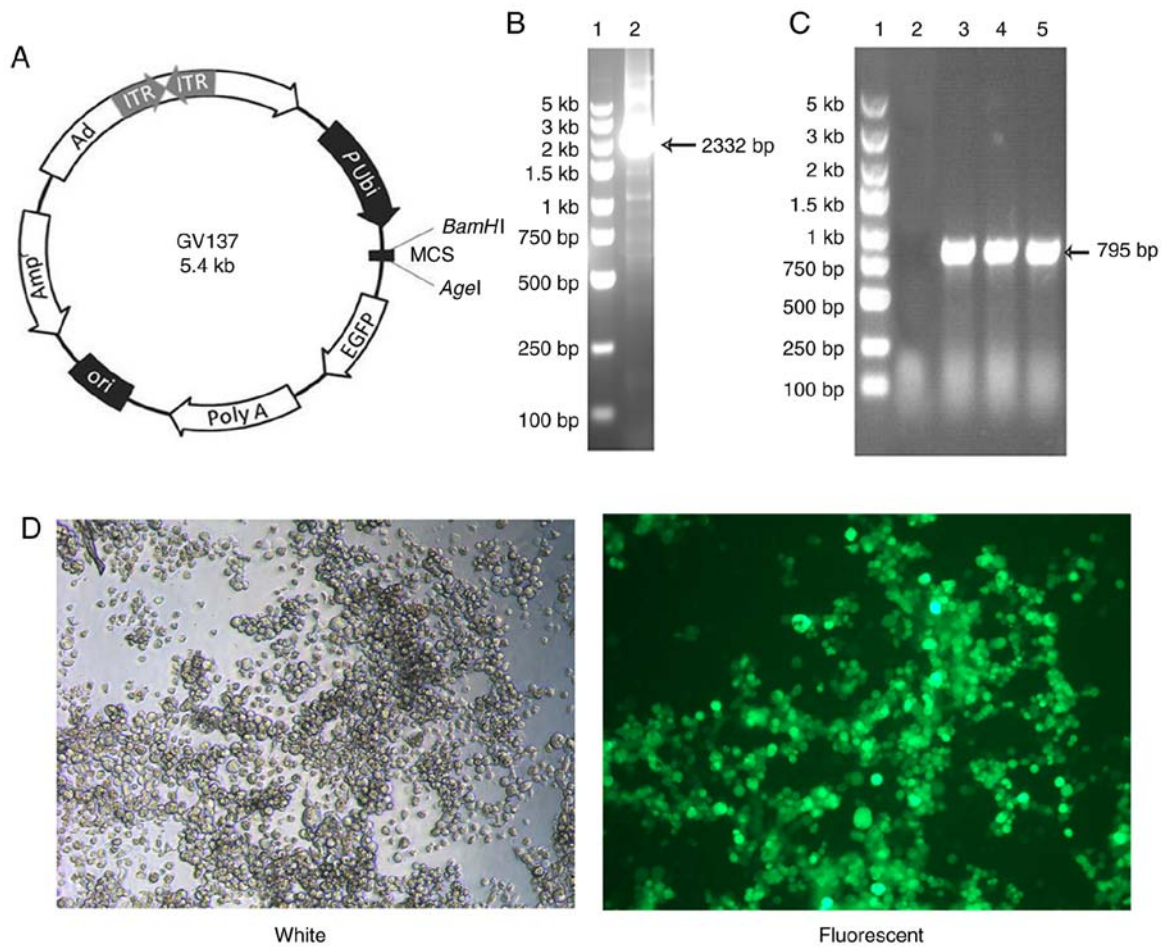 A
ITR
ITR
Ad
P Ubi
GV137
5.4 kb
BamHI
MCS
AgeI
Ampr
EGFP
ori
Poly A
B
1 2
5 kb
3 kb
2 kb
1.5 kb
1 kb
750 bp
500 bp
250 bp
100 bp
2332 bp
C
1 2 3 4 5
5 kb
3 kb
2 kb
1.5 kb
1 kb
750 bp
500 bp
250 bp
100 bp
795 bp
D
White
Fluorescent